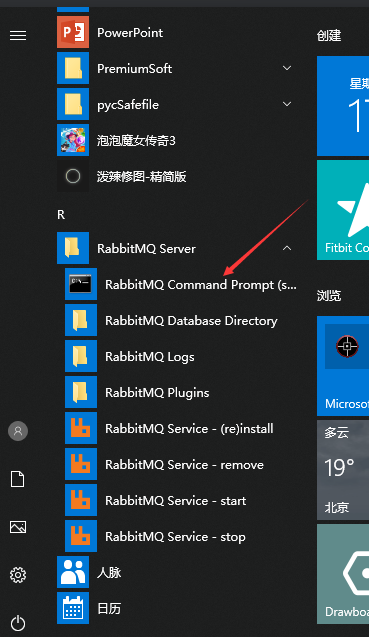 PowerPoint
PremiumSoft
pycSafefile
泡泡魔女传奇3
泼辣修图-精简版
R
RabbitMQ Server
RabbitMQ Command Prompt (s...
RabbitMQ Database Directory
RabbitMQ Logs
RabbitMQ Plugins
RabbitMQ Service - (re)install
RabbitMQ Service - remove
RabbitMQ Service - start
RabbitMQ Service - stop
人脉
日历
创建
星期
17
Fitbit Co
浏览
Microsof
多云
19°
北京
Drawboa